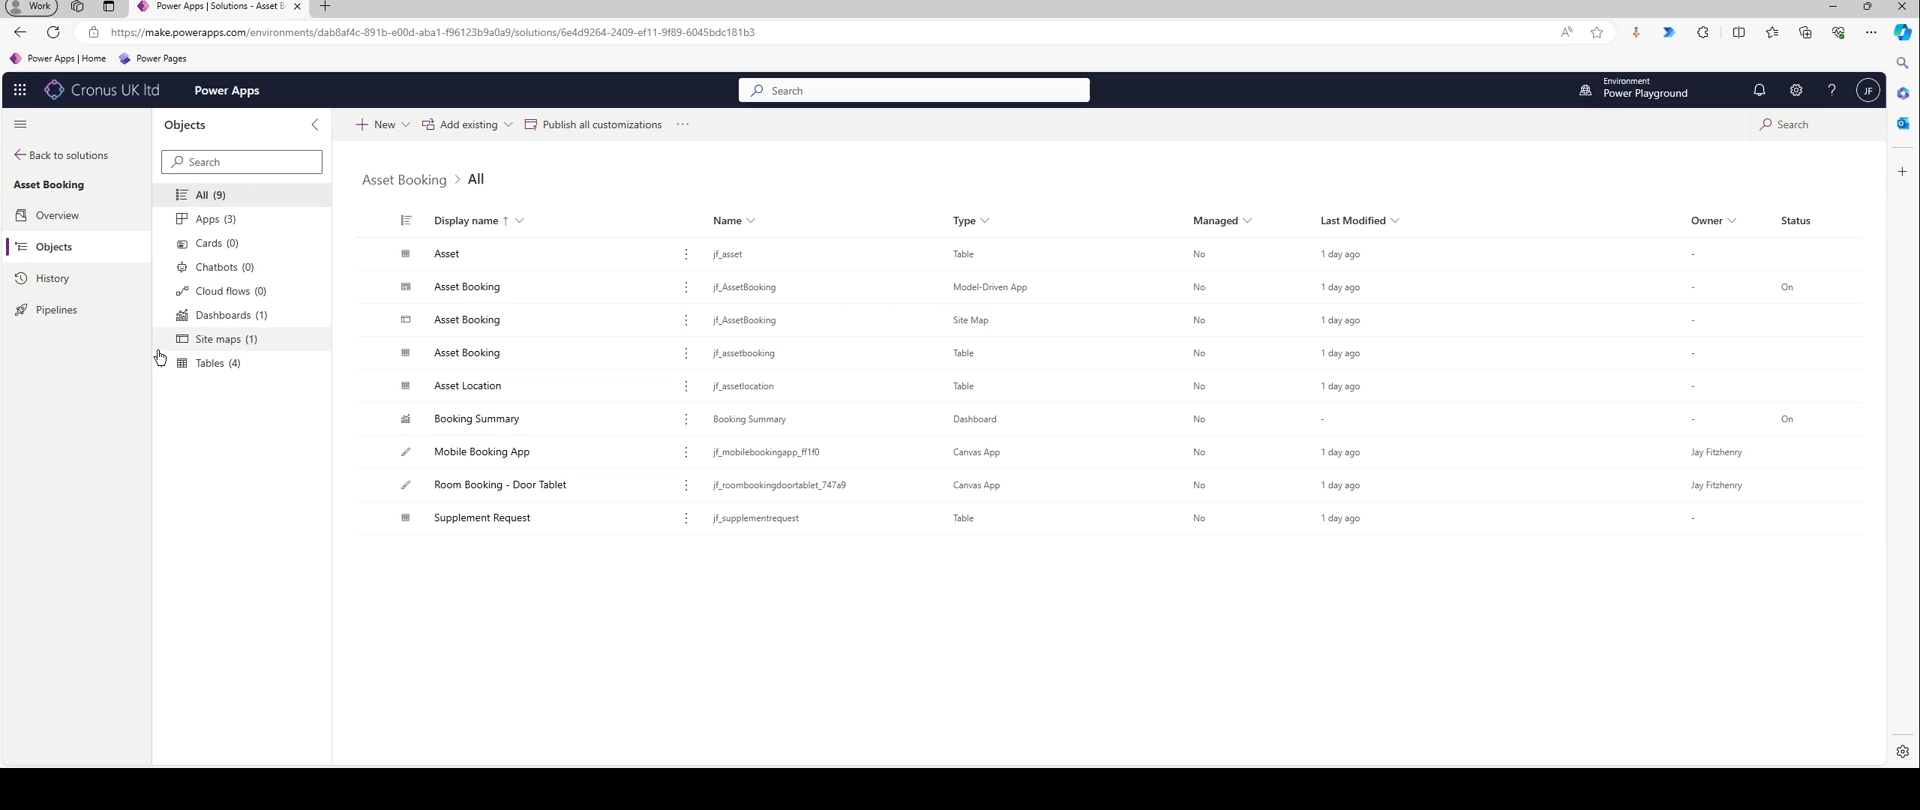 Work
Power Apps | Solutions - Asset B
https://make.powerapps.com/environments/dab8af4c-891b-e00d-aba1-f96123b9a0a9/solutions/6e4d9264-2409-ef11-9f89-6045bdc181b3
Power Apps | Home
Power Pages
Cronus UK ltd
Power Apps
Search
Environment
Power Playground
JF
Objects
New
Add existing
Publish all customizations
Search
Back to solutions
Search
Asset Booking
Overview
Objects
History
Pipelines
All (9)
Apps (3)
Cards (0)
Chatbots (0)
Cloud flows (0)
Dashboards (1)
Site maps (1)
Tables (4)
Asset Booking > All
Display name ↑ Name Type Managed Last Modified Owner Status
Asset jf_asset Table No 1 day ago -
Asset Booking jf_AssetBooking Model-Driven App No 1 day ago - On
Asset Booking jf_AssetBooking Site Map No 1 day ago -
Asset Booking jf_assetbooking Table No 1 day ago -
Asset Location jf_assetlocation Table No 1 day ago -
Booking Summary Booking Summary Dashboard No - - On
Mobile Booking App jf_mobilebookingapp_ff1f0 Canvas App No 1 day ago Jay Fitzhenry
Room Booking - Door Tablet jf_roombookingdoortablet_747a9 Canvas App No 1 day ago Jay Fitzhenry
Supplement Request jf_supplementrequest Table No 1 day ago -